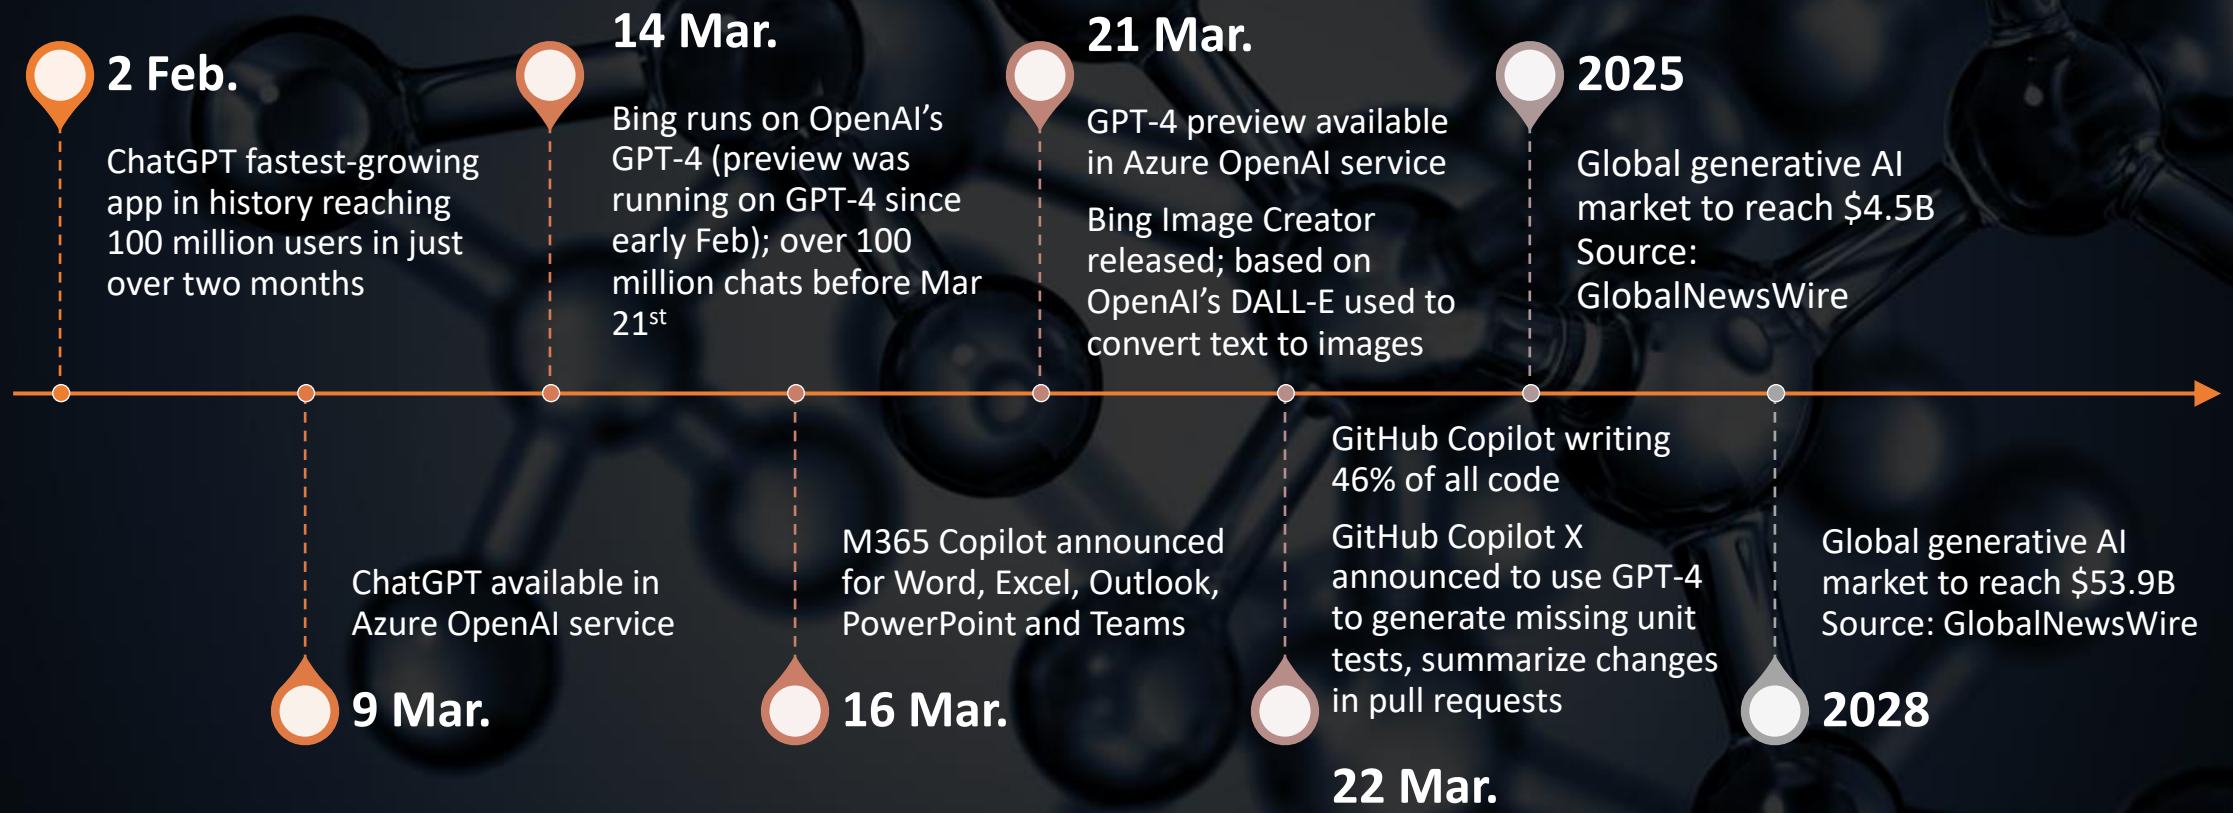 2 Feb.
ChatGPT fastest-growing
app in history reaching
100 million users in just
over two months
ChatGPT available in
Azure OpenAI service
9 Mar.
14 Mar.
Bing runs on OpenAI’s
GPT-4 (preview was
running on GPT-4 since
early Feb); over 100
million chats before Mar
21st
M365 Copilot announced
for Word, Excel, Outlook,
PowerPoint and Teams
16 Mar.
21 Mar.
GPT-4 preview available
in Azure OpenAI service
Bing Image Creator
released; based on
OpenAI’s DALL-E used to
convert text to images
GitHub Copilot writing
46% of all code
GitHub Copilot X
announced to use GPT-4
to generate missing unit
tests, summarize changes
in pull requests
22 Mar.
2025
Global generative AI
market to reach $4.5B
Source:
GlobalNewsWire
Global generative AI
market to reach $53.9B
Source: GlobalNewsWire
2028